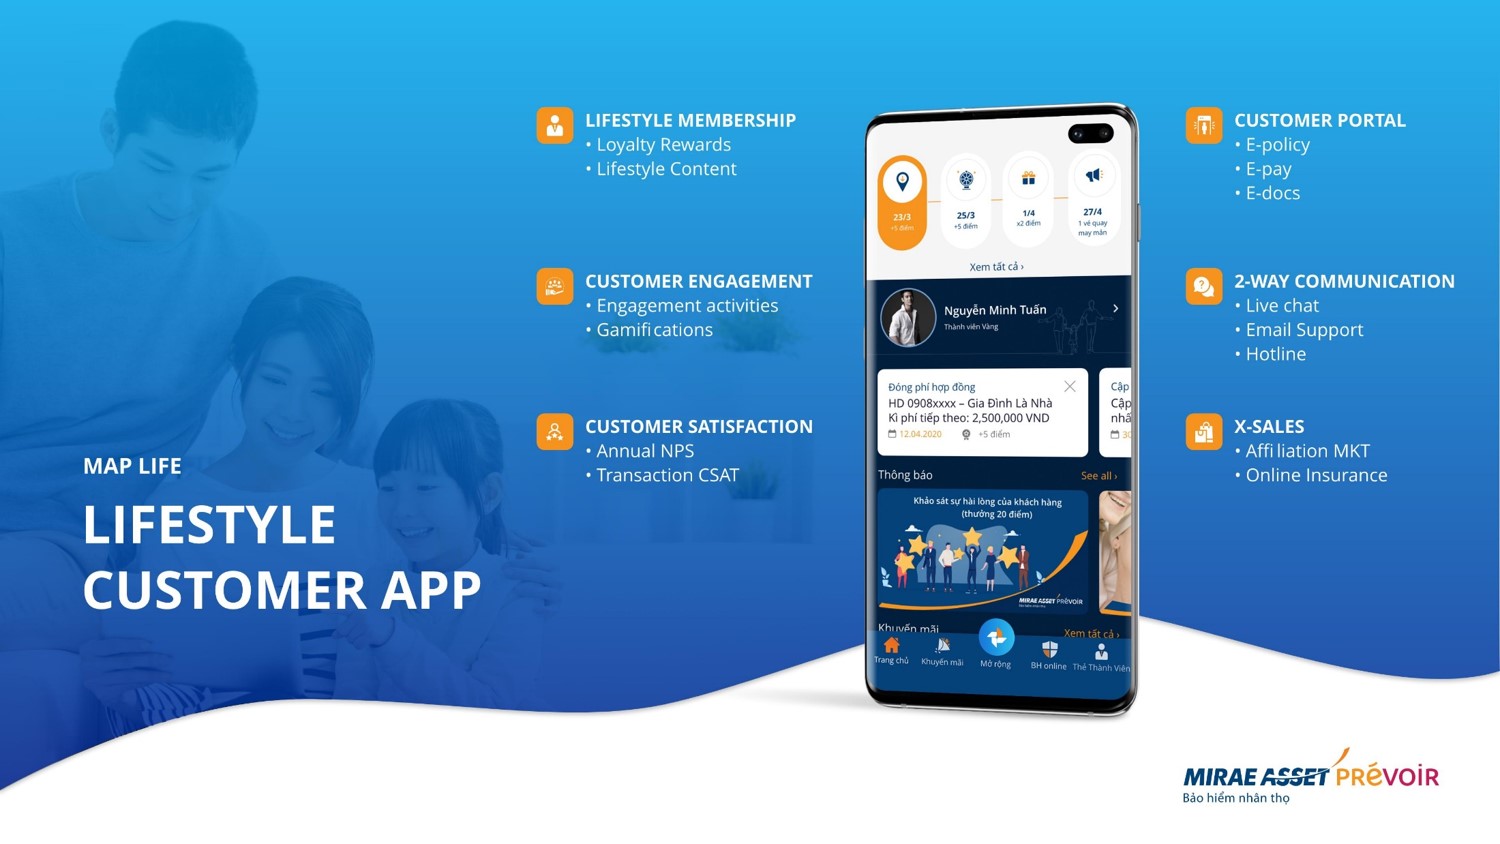 MAP LIFE
LIFESTYLE
CUSTOMER APP
LIFESTYLE MEMBERSHIP
• Loyalty Rewards
• Lifestyle Content
CUSTOMER ENGAGEMENT
• Engagement activities
• Gamifications
CUSTOMER SATISFACTION
• Annual NPS
• Transaction CSAT
23/3
+5 điểm
25/3
+5 điểm
1/4
x2 điểm
27/4
1 vé quay
may mắn
Xem tất cả ›
Nguyễn Minh Tuấn
Thành viên Vàng
Đóng phí hợp đồng
HD 0908xxxx – Gia Đình Là Nhà
Kì phí tiếp theo: 2,500,000 VND
12.04.2020 +5 điểm
Cập
Cập
nhấ
30
Thông báo
See all ›
Khảo sát sự hài lòng của khách hàng
(thưởng 20 điểm)
MIRAE ASSET PRéVOIR
Khuyến mãi
Xem tất cả ›
Trang chủ
Khuyến mãi
Mở rộng
BH online
Thẻ Thành Viên
CUSTOMER PORTAL
• E-policy
• E-pay
• E-docs
2-WAY COMMUNICATION
• Live chat
• Email Support
• Hotline
X-SALES
• Affiliation MKT
• Online Insurance
MIRAE ASSET PRéVOIR
Bảo hiểm nhân thọ